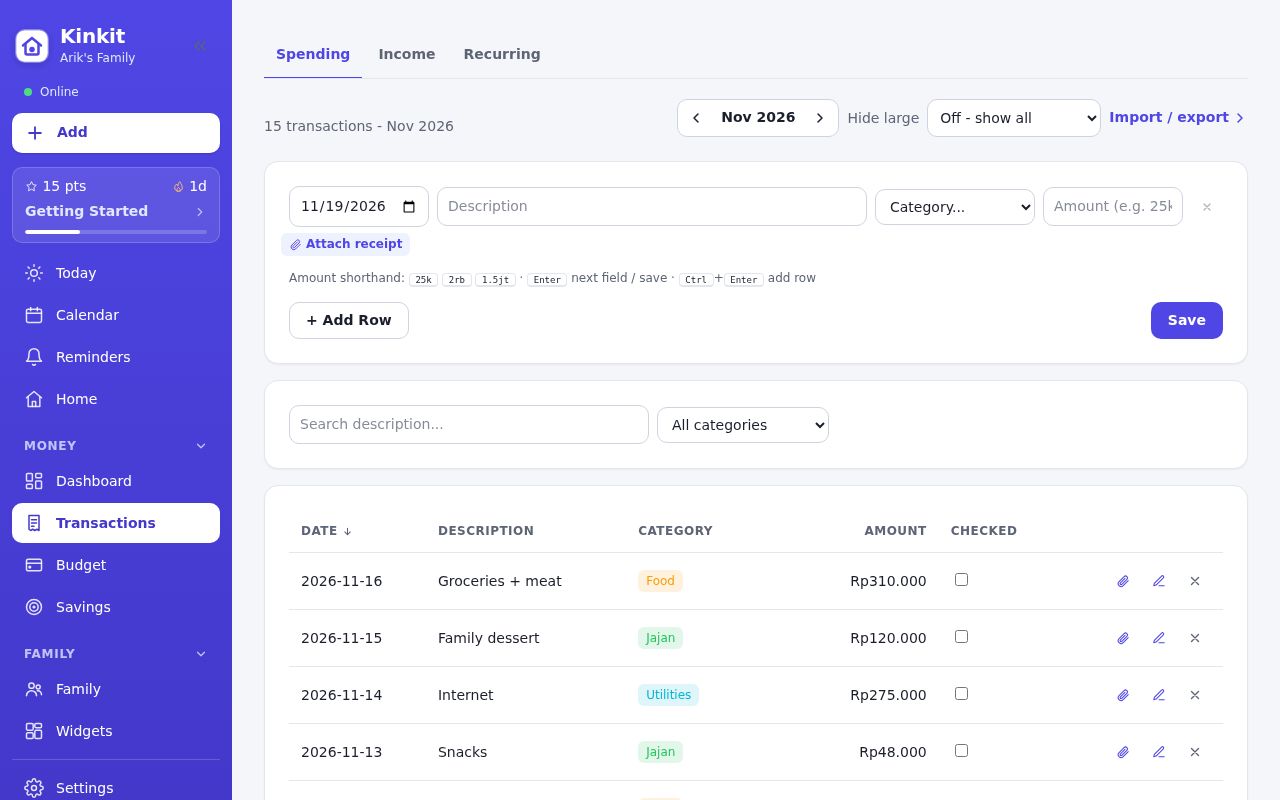 Kinkit
Arik's Family
Online
Add
15 pts
1d
Getting Started
Today
Calendar
Reminders
Home
MONEY
Dashboard
Transactions
Budget
Savings
FAMILY
Family
Widgets
Settings
Spending Income Recurring
15 transactions - Nov 2026
Nov 2026
Hide large
Off - show all
Import / export
11/19/2026
Description
Category...
Amount (e.g. 25k
Attach receipt
Amount shorthand: 25k 2rb 1.5jt · Enter next field / save · Ctrl+Enter add row
+ Add Row
Save
Search description...
All categories
DATE ↓ DESCRIPTION CATEGORY AMOUNT CHECKED
2026-11-16 Groceries + meat Food Rp310.000
2026-11-15 Family dessert Jajan Rp120.000
2026-11-14 Internet Utilities Rp275.000
2026-11-13 Snacks Jajan Rp48.000